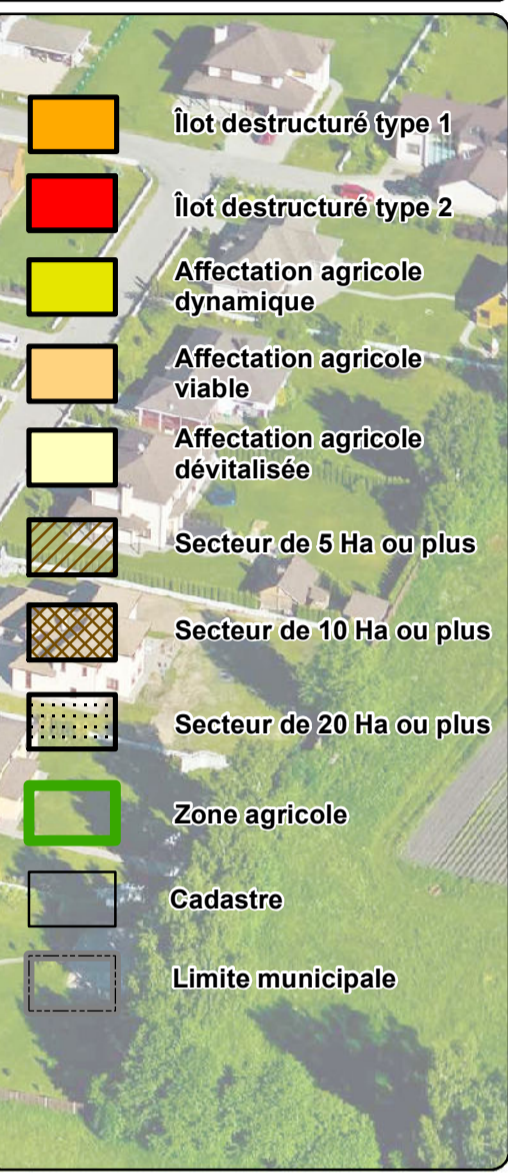 Îlot destructuré type 1
Îlot destructuré type 2
Affectation agricole
dynamique
Affectation agricole
viable
Affectation agricole
dévitalisée
Secteur de 5 Ha ou plus
Secteur de 10 Ha ou plus
Secteur de 20 Ha ou plus
Zone agricole
Cadastre
Limite municipale